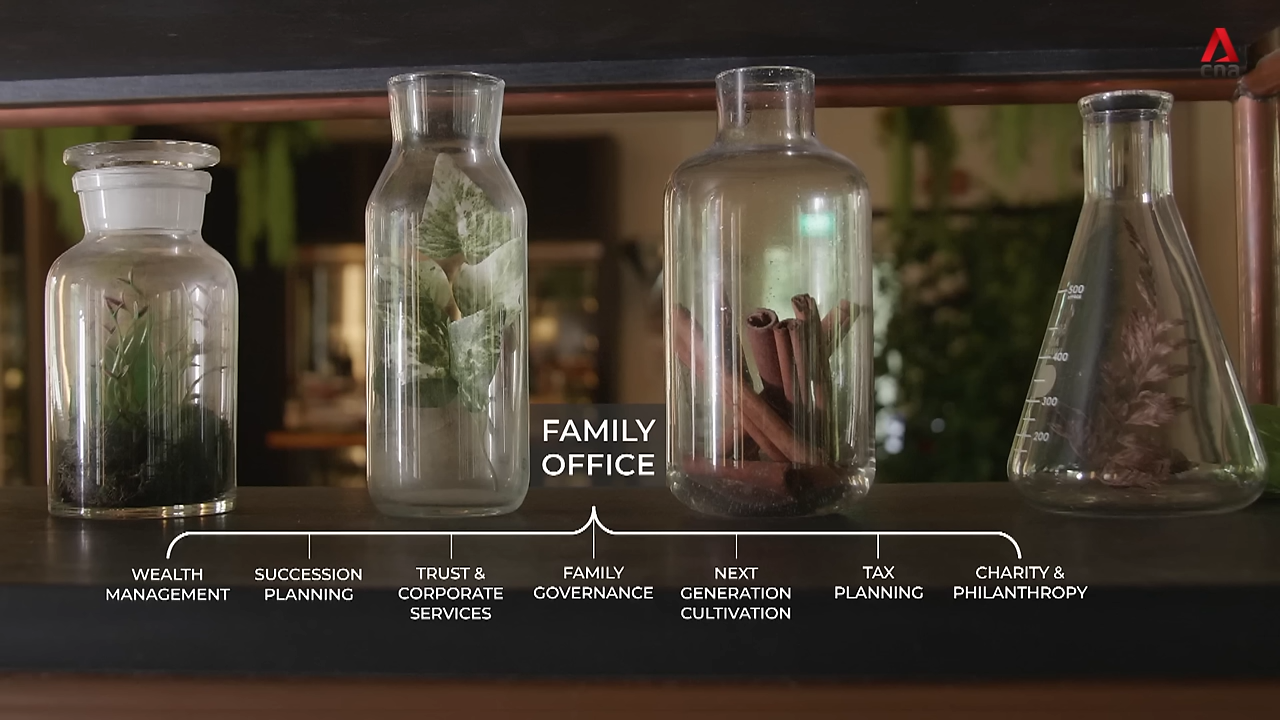 cna
500
400
300
200
FAMILY
OFFICE
WEALTH
MANAGEMENT
SUCCESSION
PLANNING
TRUST &
CORPORATE
SERVICES
FAMILY
GOVERNANCE
NEXT
GENERATION
CULTIVATION
TAX
PLANNING
CHARITY &
PHILANTHROPY